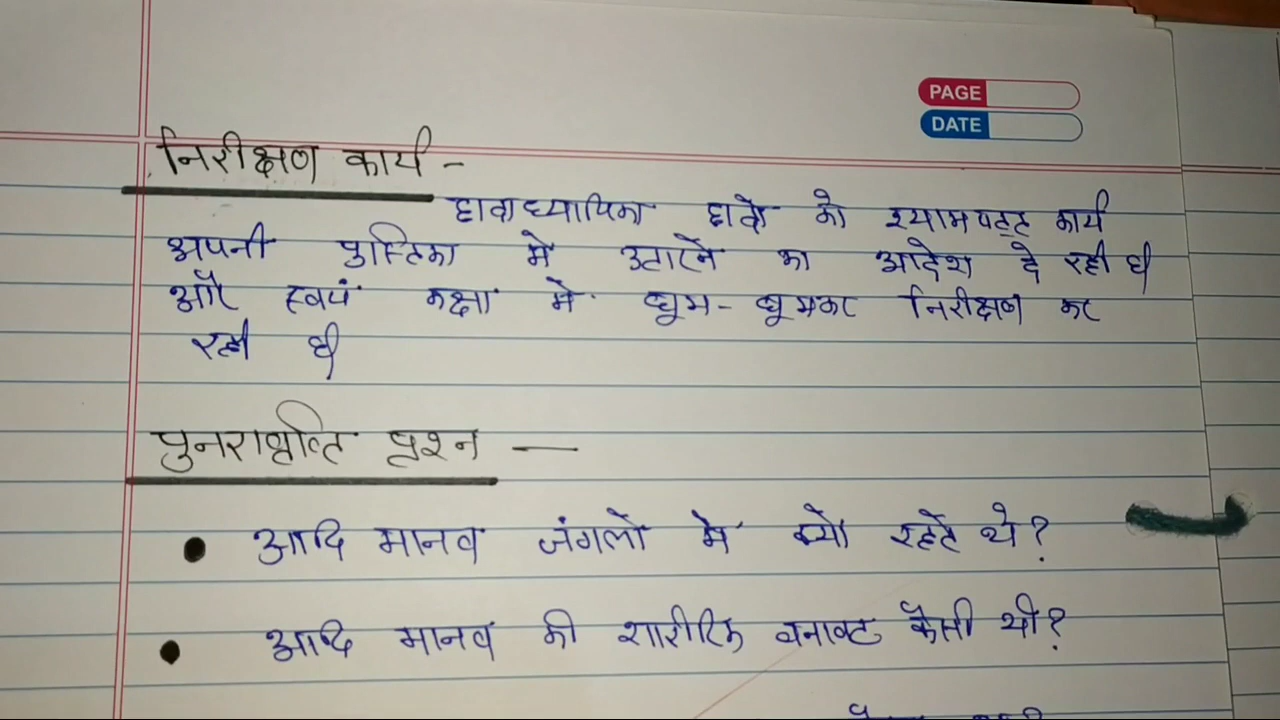 PAGE
DATE
निरीक्षण कार्य -
छात्राध्यापिका छात्रो को श्यामपट्ट कार्य
अपनी पुस्तिका मे उतारने का आदेश दे रही थी
और स्वयं कक्षा मे घूम-घूमकर निरीक्षण कर
रही थी
पुनरावृत्ति प्रश्न —
आदि मानव जंगलो मे क्यो रहते थे?
आदि मानव की शारीरिक बनावट कैसी थी?